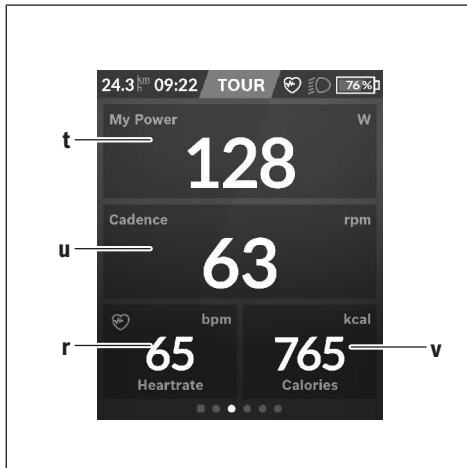 24.3 km/h 09:22 TOUR 76%
My Power W
t
128
Cadence rpm
u
63
bpm kcal
r 65 765 v
Heartrate Calories